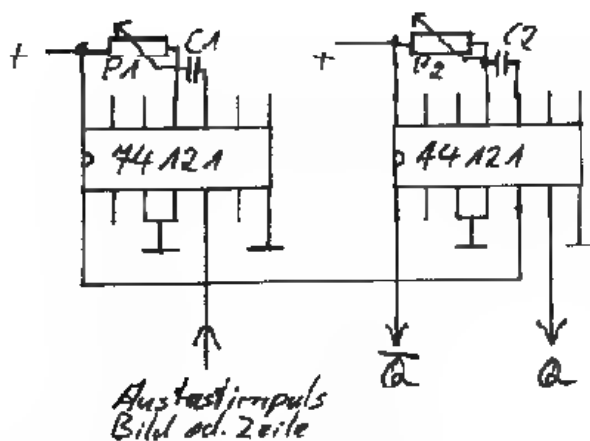 + P1 C1
+ P2 C2
74121
74121
Q̅
Q
Austastimpuls
Bild od. Zeile